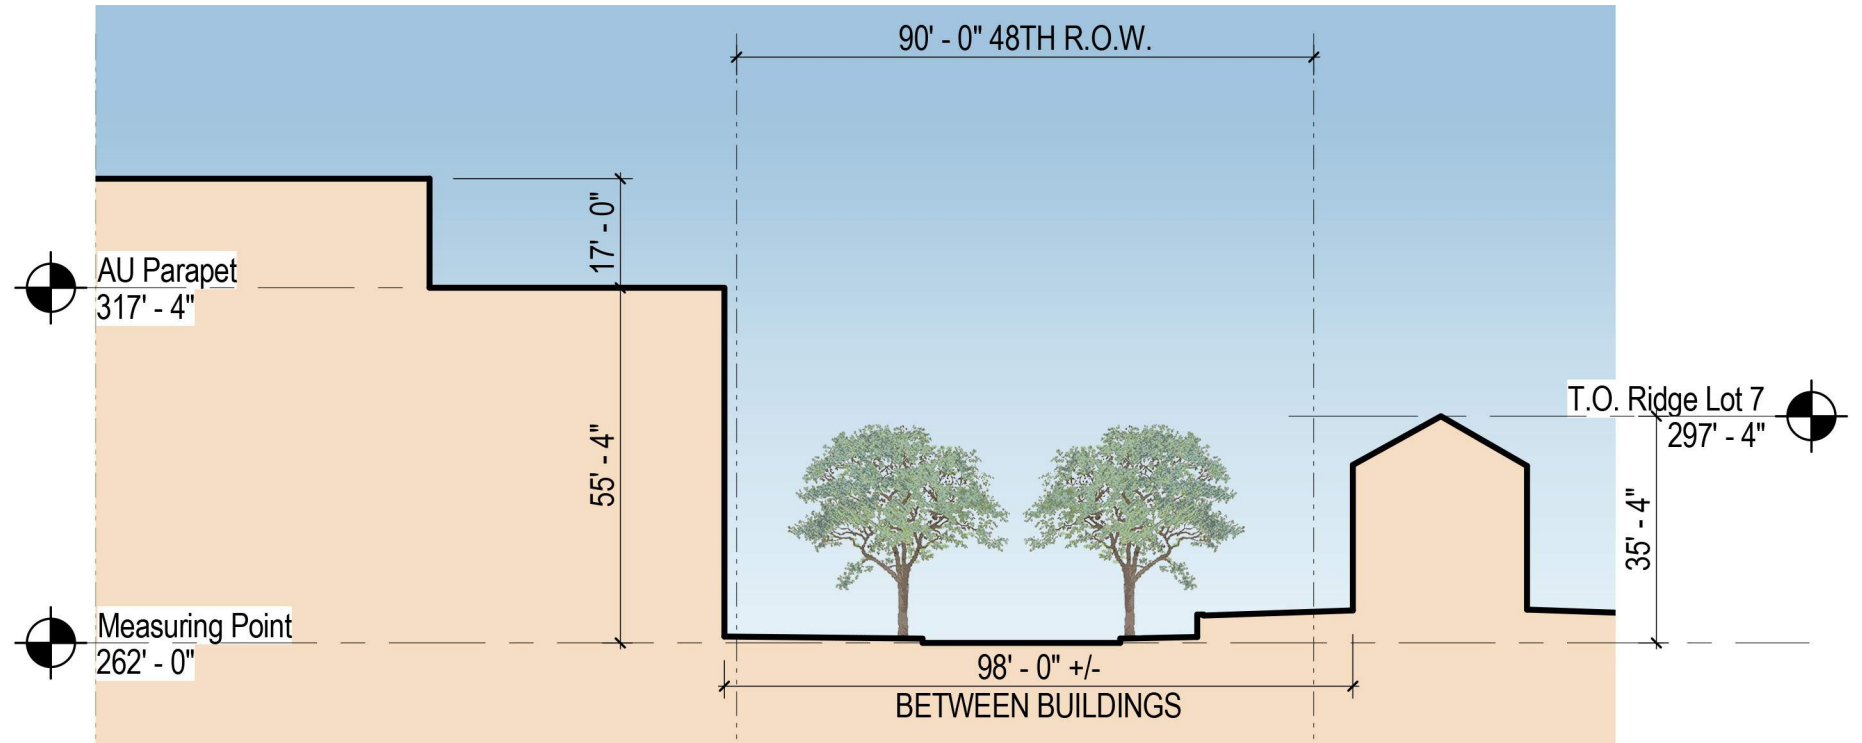 90' - 0" 48TH R.O.W.
17' - 0"
AU Parapet
317' - 4"
T.O. Ridge Lot 7
297' - 4"
55' - 4"
35' - 4"
Measuring Point
262' - 0"
98' - 0" +/-
BETWEEN BUILDINGS